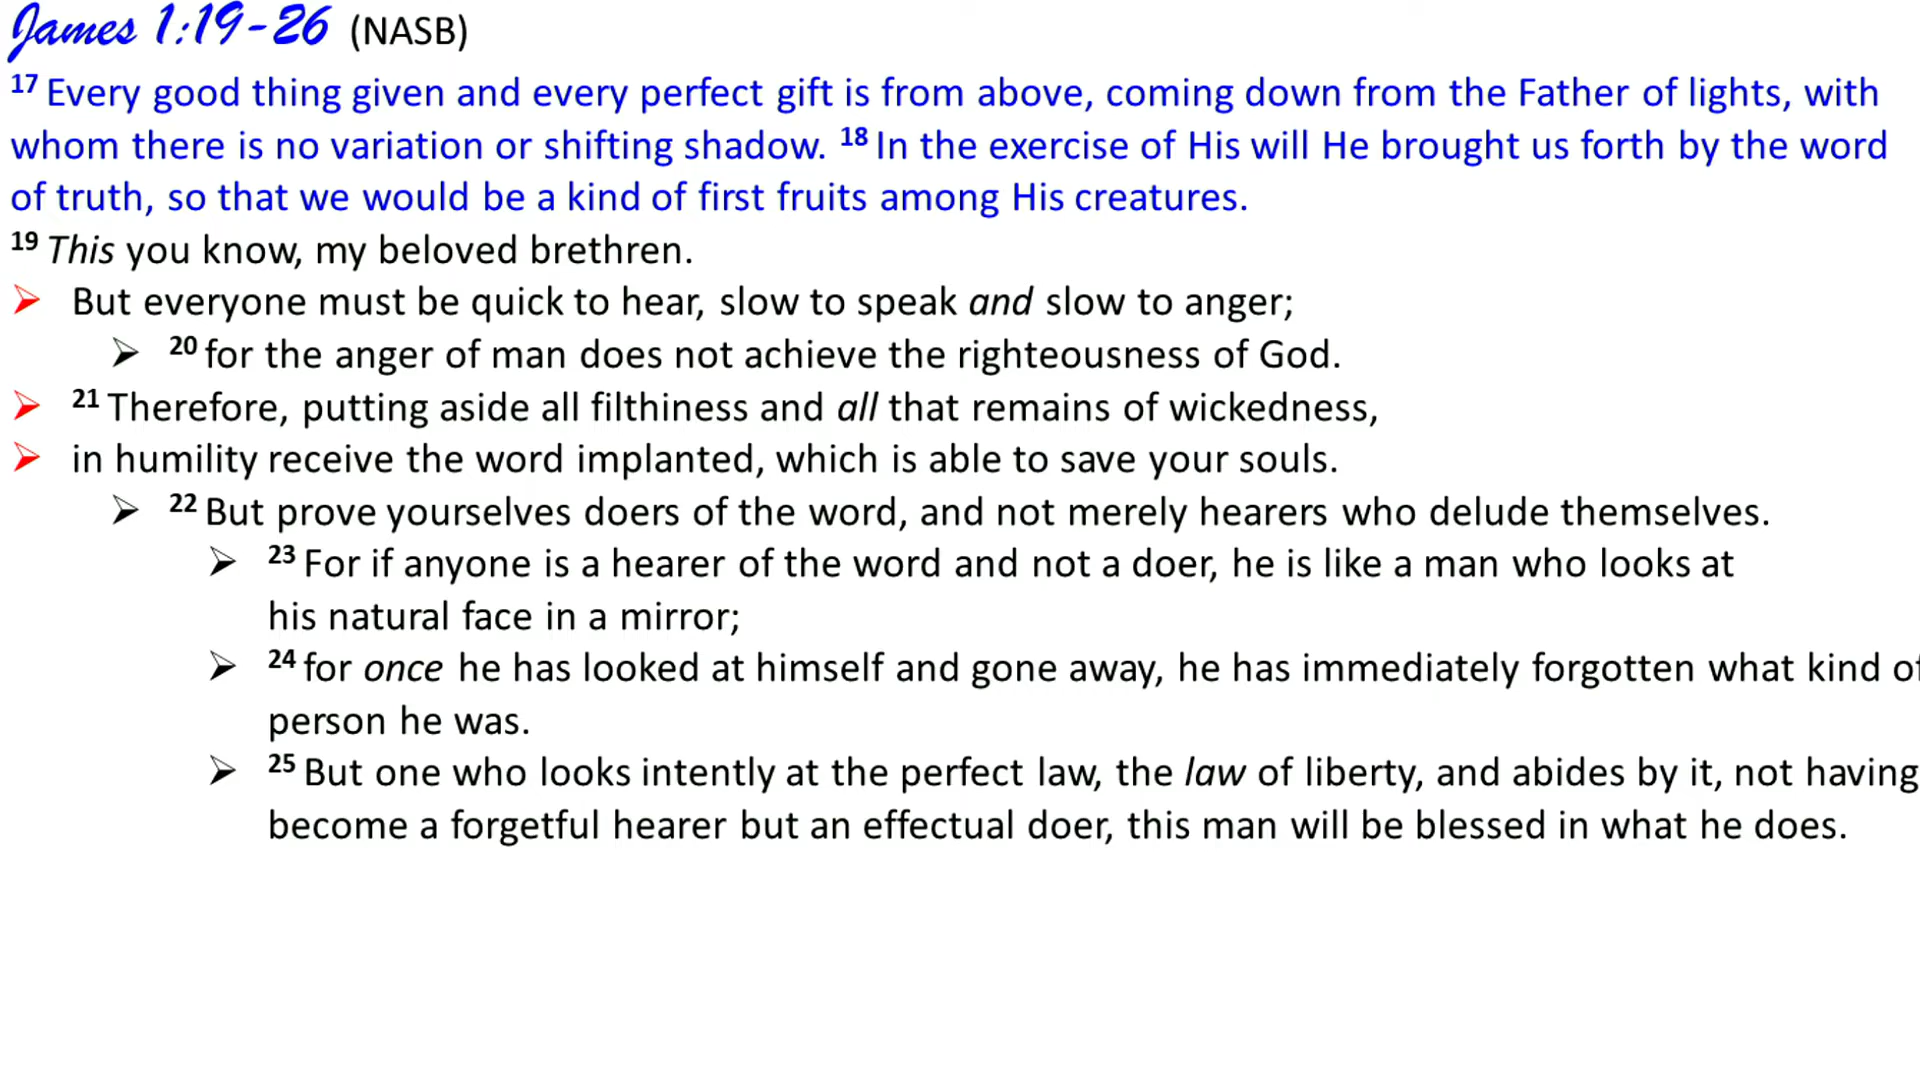 James 1:19-26 (NASB)
17 Every good thing given and every perfect gift is from above, coming down from the Father of lights, with
whom there is no variation or shifting shadow. 18 In the exercise of His will He brought us forth by the word
of truth, so that we would be a kind of first fruits among His creatures.
19 This you know, my beloved brethren.
➢ But everyone must be quick to hear, slow to speak and slow to anger;
➢ 20 for the anger of man does not achieve the righteousness of God.
➢ 21 Therefore, putting aside all filthiness and all that remains of wickedness,
➢ in humility receive the word implanted, which is able to save your souls.
➢ 22 But prove yourselves doers of the word, and not merely hearers who delude themselves.
➢ 23 For if anyone is a hearer of the word and not a doer, he is like a man who looks at
his natural face in a mirror;
➢ 24 for once he has looked at himself and gone away, he has immediately forgotten what kind of
person he was.
➢ 25 But one who looks intently at the perfect law, the law of liberty, and abides by it, not having
become a forgetful hearer but an effectual doer, this man will be blessed in what he does.